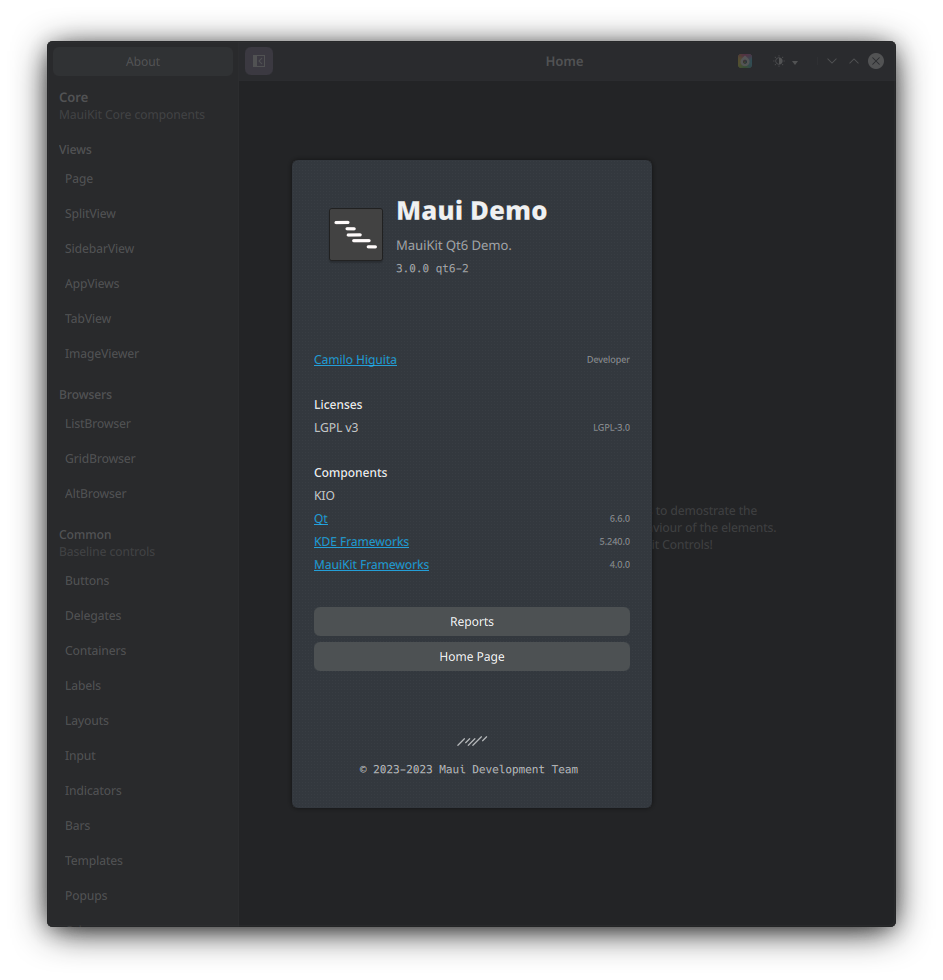 About
Home
Core
MauiKit Core components
Views
Page
SplitView
SidebarView
AppViews
TabView
ImageViewer
Browsers
ListBrowser
GridBrowser
AltBrowser
Common
Baseline controls
Buttons
Delegates
Containers
Labels
Layouts
Input
Indicators
Bars
Templates
Popups
Maui Demo
MauiKit Qt6 Demo.
3.0.0 qt6-2
Camilo Higuita Developer
Licenses
LGPL v3 LGPL-3.0
Components
KIO
Qt 6.6.0
KDE Frameworks 5.240.0
MauiKit Frameworks 4.0.0
Reports
Home Page
© 2023-2023 Maui Development Team
to demostrate the
of the elements.
Controls!